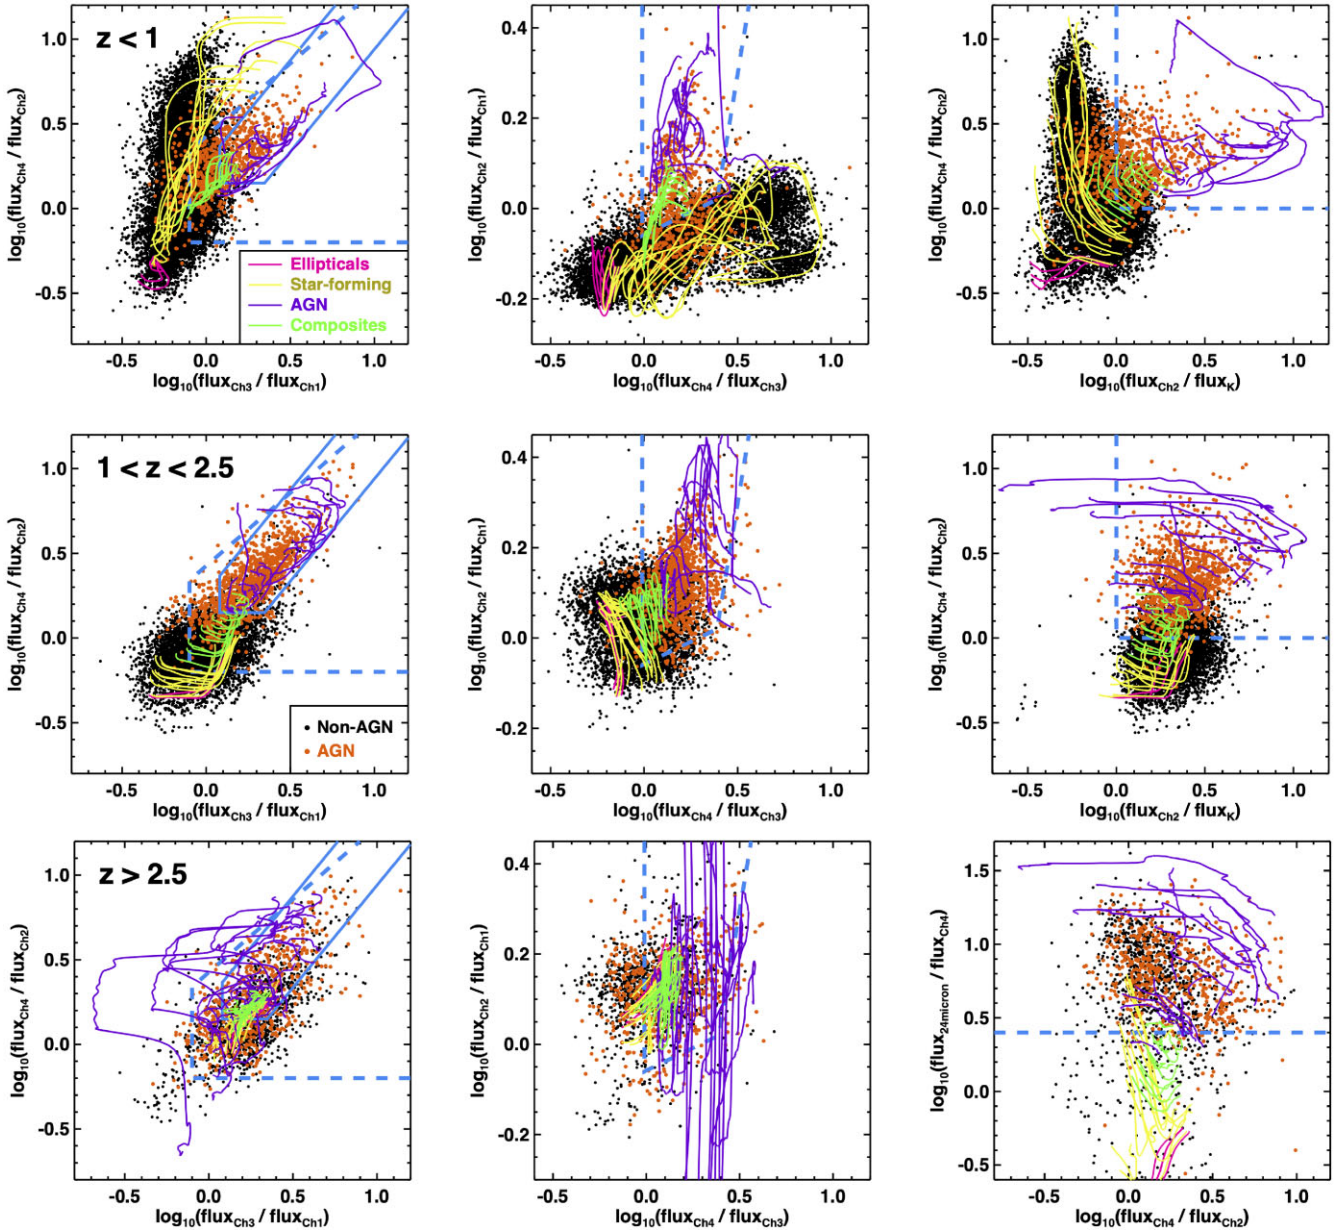 z < 1
log10(fluxCh4 / fluxCh2)
1.0
0.5
0.0
-0.5
Ellipticals
Star-forming
AGN
Composites
-0.5 0.0 0.5 1.0
log10(fluxCh3 / fluxCh1)
log10(fluxCh2 / fluxCh1)
0.4
0.2
0.0
-0.2
-0.5 0.0 0.5 1.0
log10(fluxCh4 / fluxCh3)
log10(fluxCh4 / fluxCh2)
1.0
0.5
0.0
-0.5
-0.5 0.0 0.5 1.0
log10(fluxCh2 / fluxK)
1 < z < 2.5
log10(fluxCh4 / fluxCh2)
1.0
0.5
0.0
-0.5
Non-AGN
AGN
-0.5 0.0 0.5 1.0
log10(fluxCh3 / fluxCh1)
log10(fluxCh2 / fluxCh1)
0.4
0.2
0.0
-0.2
-0.5 0.0 0.5 1.0
log10(fluxCh4 / fluxCh3)
log10(fluxCh4 / fluxCh2)
1.0
0.5
0.0
-0.5
-0.5 0.0 0.5 1.0
log10(fluxCh2 / fluxK)
z > 2.5
log10(fluxCh4 / fluxCh2)
1.0
0.5
0.0
-0.5
-0.5 0.0 0.5 1.0
log10(fluxCh3 / fluxCh1)
log10(fluxCh2 / fluxCh1)
0.4
0.2
0.0
-0.2
-0.5 0.0 0.5 1.0
log10(fluxCh4 / fluxCh3)
log10(flux24micron / fluxCh4)
1.5
1.0
0.5
0.0
-0.5
-0.5 0.0 0.5 1.0
log10(fluxCh4 / fluxCh2)